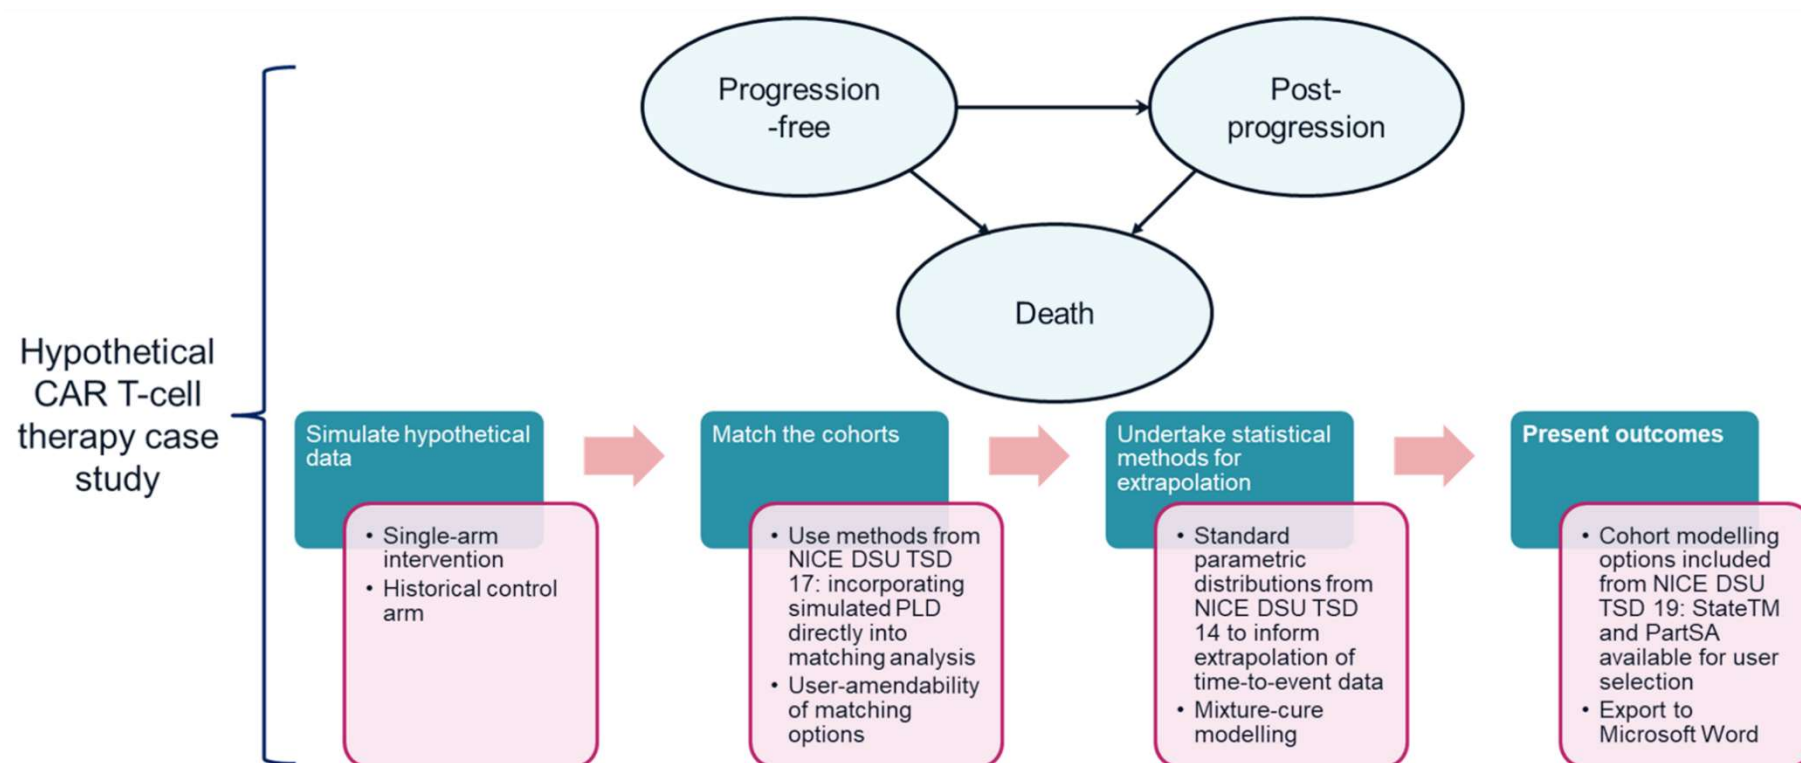 Progression
-free
Post-
progression
Death
Hypothetical
CAR T-cell
therapy case
study
Simulate hypothetical
data
• Single-arm
intervention
• Historical control
arm
Match the cohorts
• Use methods from
NICE DSU TSD
17: incorporating
simulated PLD
directly into
matching analysis
• User-amendability
of matching
options
Undertake statistical
methods for
extrapolation
• Standard
parametric
distributions from
NICE DSU TSD
14 to inform
extrapolation of
time-to-event data
• Mixture-cure
modelling
Present outcomes
• Cohort modelling
options included
from NICE DSU
TSD 19: StateTM
and PartSA
available for user
selection
• Export to
Microsoft Word